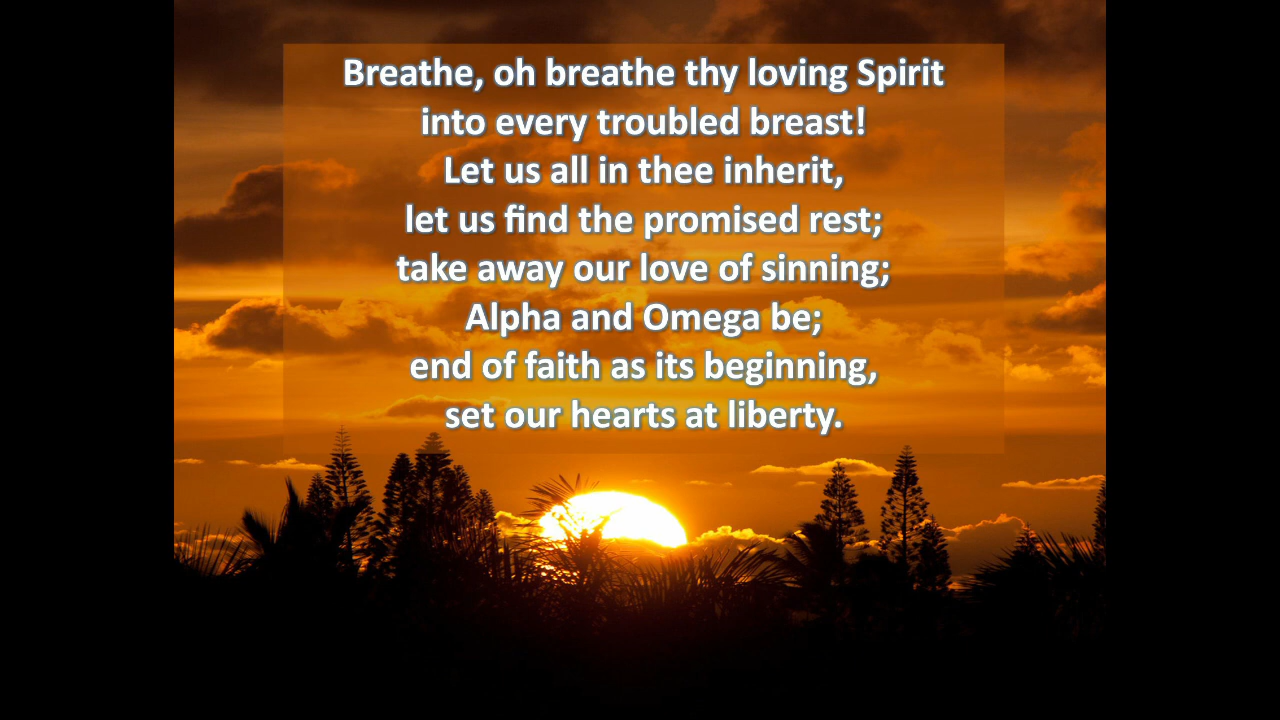 Breathe, oh breathe thy loving Spirit
into every troubled breast!
Let us all in thee inherit,
let us find the promised rest;
take away our love of sinning;
Alpha and Omega be;
end of faith as its beginning,
set our hearts at liberty.